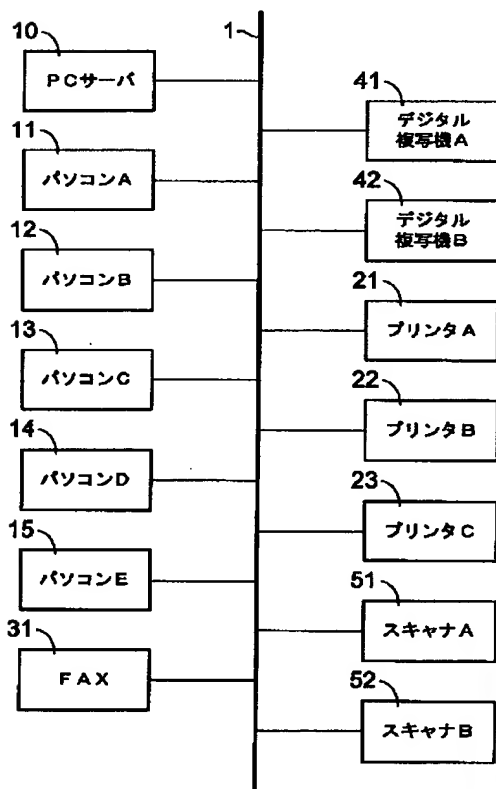 10
1
PCサーバ
11
パソコンA
12
パソコンB
13
パソコンC
14
パソコンD
15
パソコンE
31
FAX
41
デジタル
複写機A
42
デジタル
複写機B
21
プリンタA
22
プリンタB
23
プリンタC
51
スキャナA
52
スキャナB